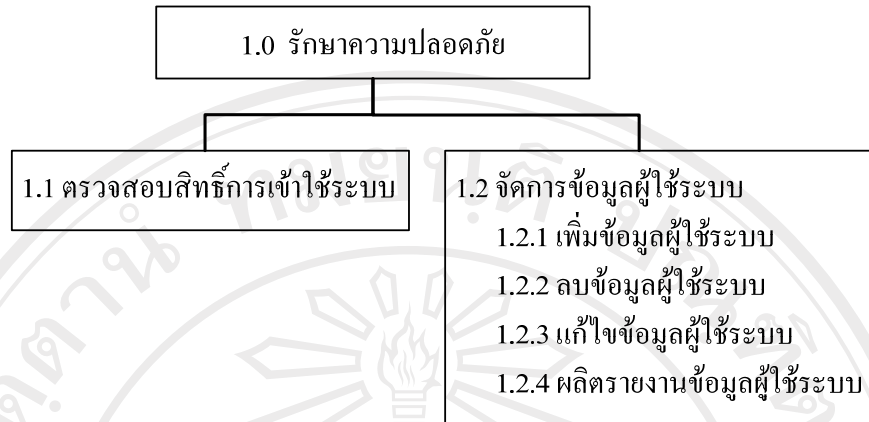 1.0 รักษาความปลอดภัย
1.1 ตรวจสอบสิทธิ์การเข้าใช้ระบบ
1.2 จัดการข้อมูลผู้ใช้ระบบ
1.2.1 เพิ่มข้อมูลผู้ใช้ระบบ
1.2.2 ลบข้อมูลผู้ใช้ระบบ
1.2.3 แก้ไขข้อมูลผู้ใช้ระบบ
1.2.4 ผลิตรายงานข้อมูลผู้ใช้ระบบ